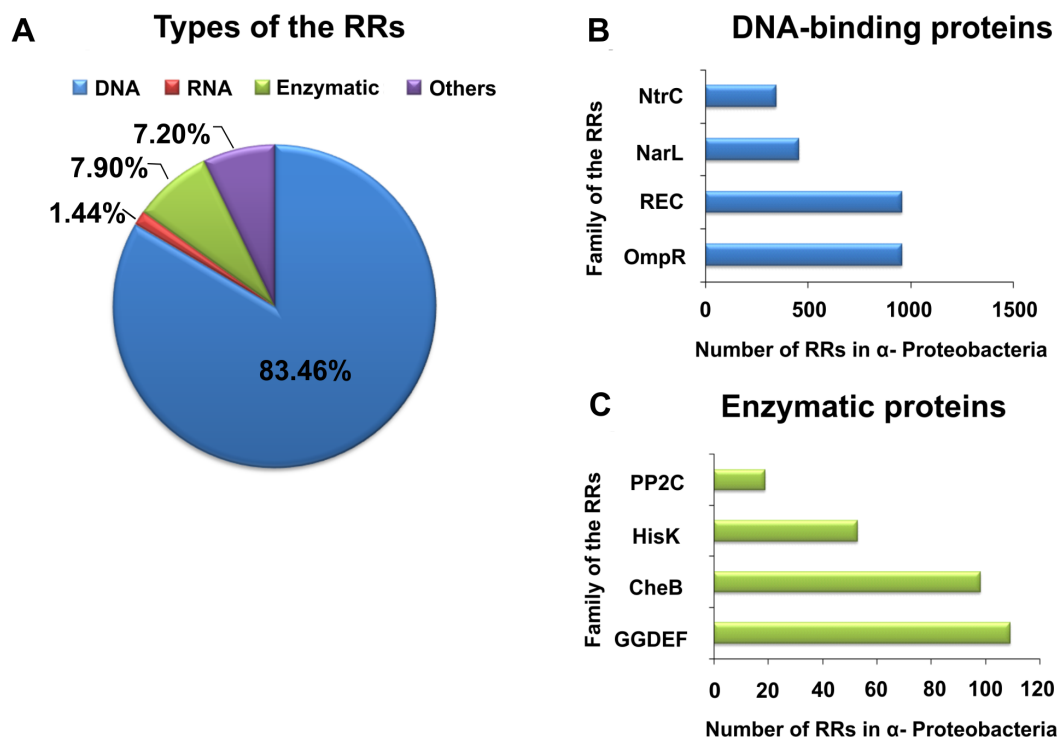 A
Types of the RRs
DNA
RNA
Enzymatic
Others
7.20%
7.90%
1.44%
83.46%
B
DNA-binding proteins
Family of the RRs
NtrC
NarL
REC
OmpR
0 500 1000 1500
Number of RRs in α- Proteobacteria
C
Enzymatic proteins
Family of the RRs
PP2C
HisK
CheB
GGDEF
0 20 40 60 80 100 120
Number of RRs in α- Proteobacteria